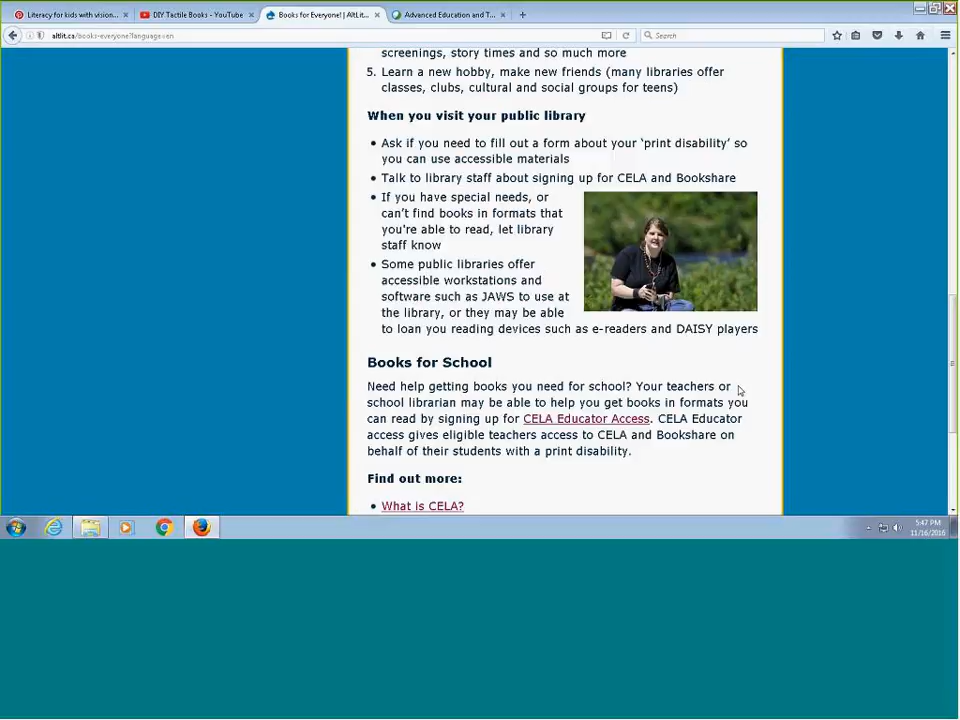 Literacy for kids with vision...
DIY Tactile Books - YouTube
Books for Everyone! | AltLit...
Advanced Education and T...
altlit.ca/books-everyone?language=en
Search
screenings, story times and so much more
5. Learn a new hobby, make new friends (many libraries offer
classes, clubs, cultural and social groups for teens)
When you visit your public library
• Ask if you need to fill out a form about your ‘print disability’ so
you can use accessible materials
• Talk to library staff about signing up for CELA and Bookshare
• If you have special needs, or
can’t find books in formats that
you're able to read, let library
staff know
• Some public libraries offer
accessible workstations and
software such as JAWS to use at
the library, or they may be able
to loan you reading devices such as e-readers and DAISY players
Books for School
Need help getting books you need for school? Your teachers or
school librarian may be able to help you get books in formats you
can read by signing up for CELA Educator Access. CELA Educator
access gives eligible teachers access to CELA and Bookshare on
behalf of their students with a print disability.
Find out more:
• What is CELA?
5:47 PM
11/16/2016